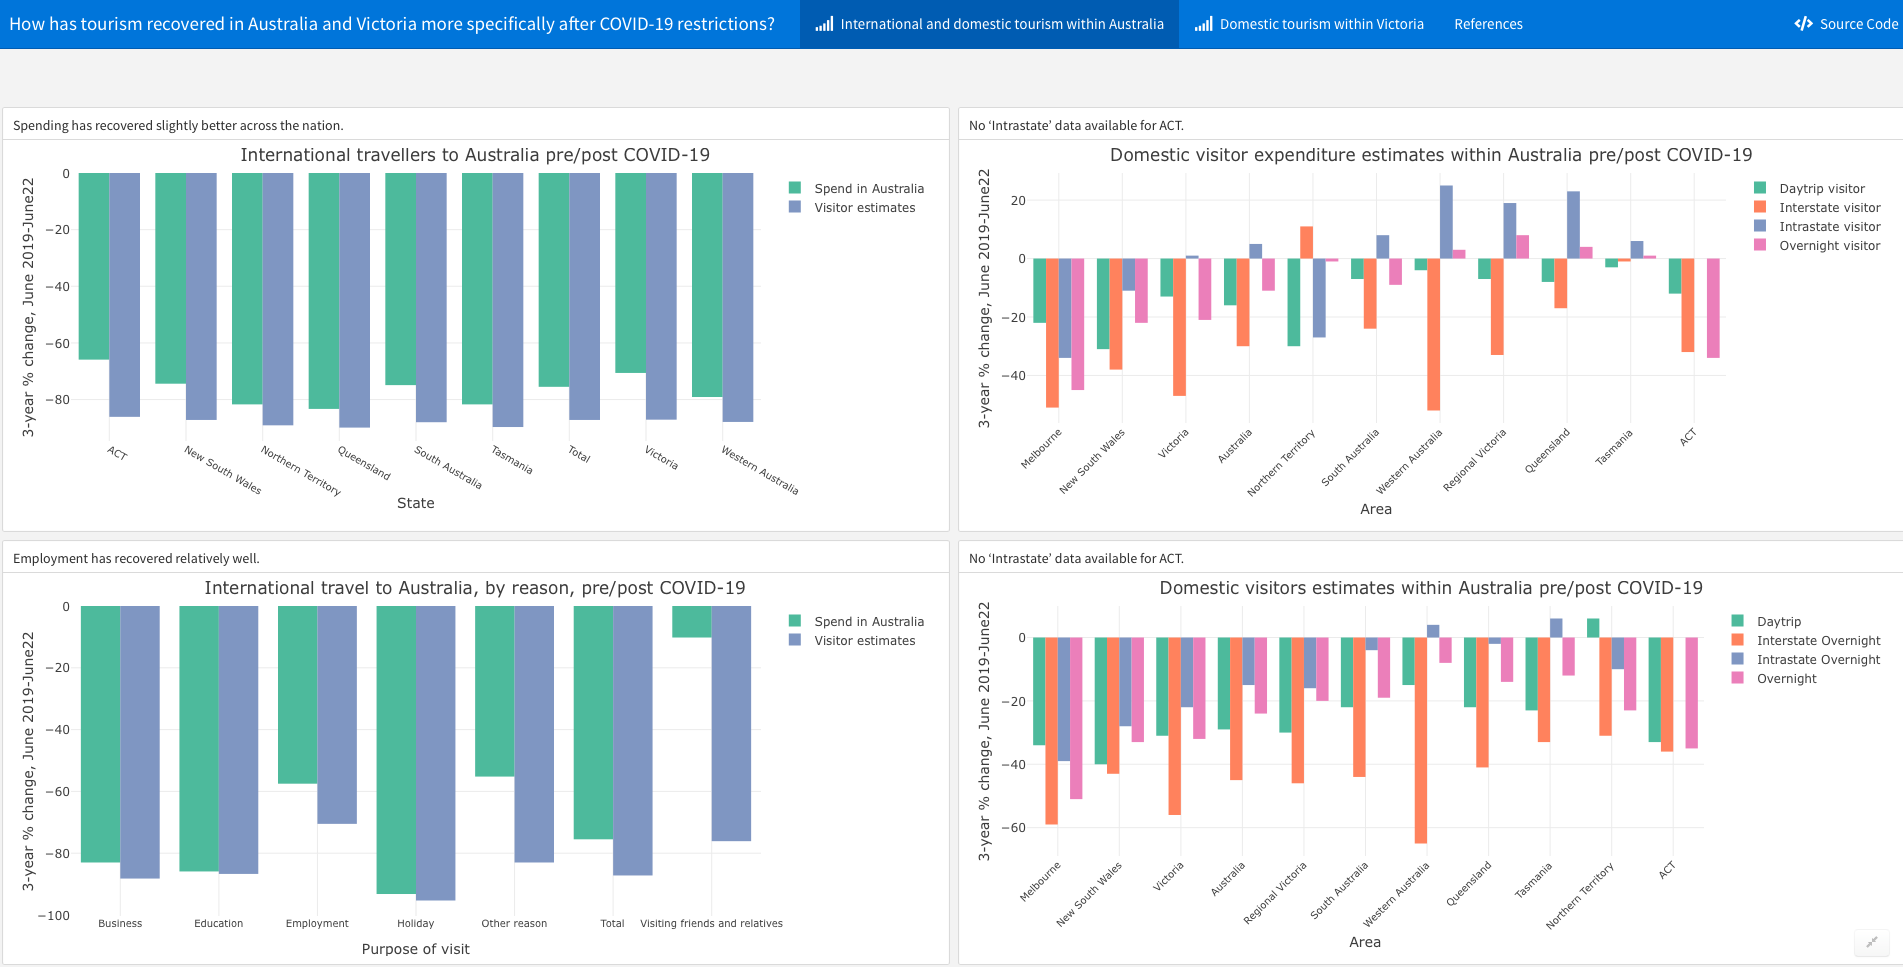 How has tourism recovered in Australia and Victoria more specifically after COVID-19 restrictions?
International and domestic tourism within Australia
Domestic tourism within Victoria
References
Source Code
Spending has recovered slightly better across the nation.
International travellers to Australia pre/post COVID-19
3-year % change, June 2019-June22
0
−20
−40
−60
−80
ACT
New South Wales
Northern Territory
Queensland
South Australia
Tasmania
Total
Victoria
Western Australia
State
Spend in Australia
Visitor estimates
No ‘Intrastate’ data available for ACT.
Domestic visitor expenditure estimates within Australia pre/post COVID-19
3-year % change, June 2019-June22
20
0
−20
−40
Melbourne
New South Wales
Victoria
Australia
Northern Territory
South Australia
Western Australia
Regional Victoria
Queensland
Tasmania
ACT
Area
Daytrip visitor
Interstate visitor
Intrastate visitor
Overnight visitor
Employment has recovered relatively well.
International travel to Australia, by reason, pre/post COVID-19
3-year % change, June 2019-June22
0
−20
−40
−60
−80
−100
Business
Education
Employment
Holiday
Other reason
Total
Visiting friends and relatives
Purpose of visit
Spend in Australia
Visitor estimates
No ‘Intrastate’ data available for ACT.
Domestic visitors estimates within Australia pre/post COVID-19
3-year % change, June 2019-June22
0
−20
−40
−60
Melbourne
New South Wales
Victoria
Australia
Regional Victoria
South Australia
Western Australia
Queensland
Tasmania
Northern Territory
ACT
Area
Daytrip
Interstate Overnight
Intrastate Overnight
Overnight